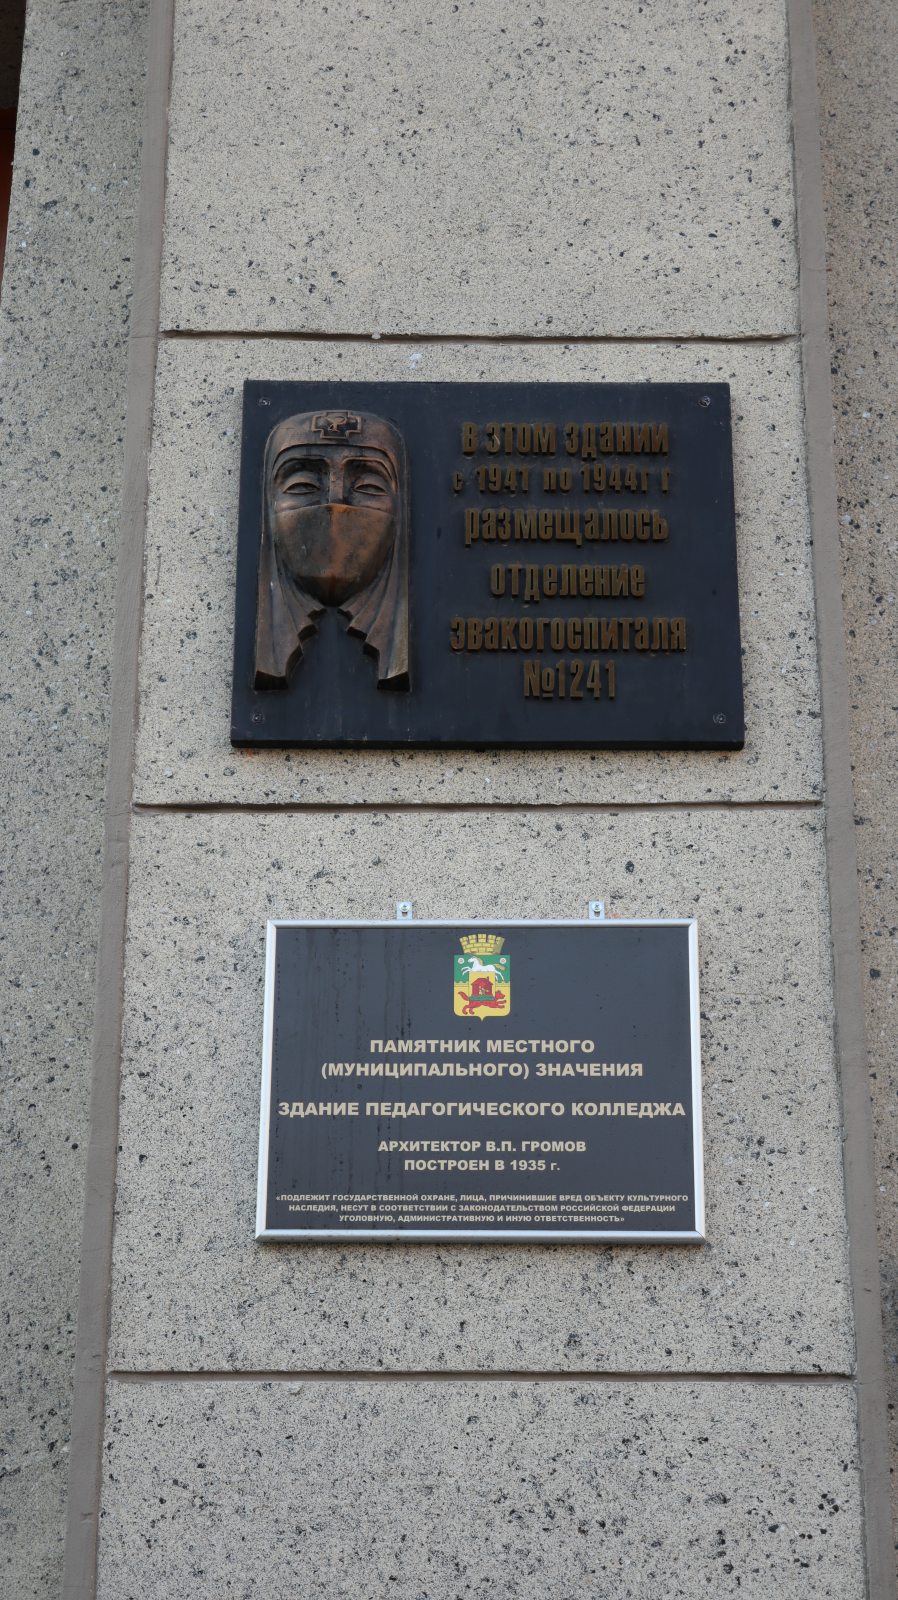 В этом здании
с 1941 по 1944г г
размещалось
отделение
эвакогоспиталя
№1241
ПАМЯТНИК МЕСТНОГО
(МУНИЦИПАЛЬНОГО) ЗНАЧЕНИЯ
ЗДАНИЕ ПЕДАГОГИЧЕСКОГО КОЛЛЕДЖА
АРХИТЕКТОР В.П. ГРОМОВ
ПОСТРОЕН В 1935 г.
«ПОДЛЕЖИТ ГОСУДАРСТВЕННОЙ ОХРАНЕ, ЛИЦА, ПРИЧИНИВШИЕ ВРЕД ОБЪЕКТУ КУЛЬТУРНОГО
НАСЛЕДИЯ, НЕСУТ В СООТВЕТСТВИИ С ЗАКОНОДАТЕЛЬСТВОМ РОССИЙСКОЙ ФЕДЕРАЦИИ
УГОЛОВНУЮ, АДМИНИСТРАТИВНУЮ И ИНУЮ ОТВЕТСТВЕННОСТЬ»